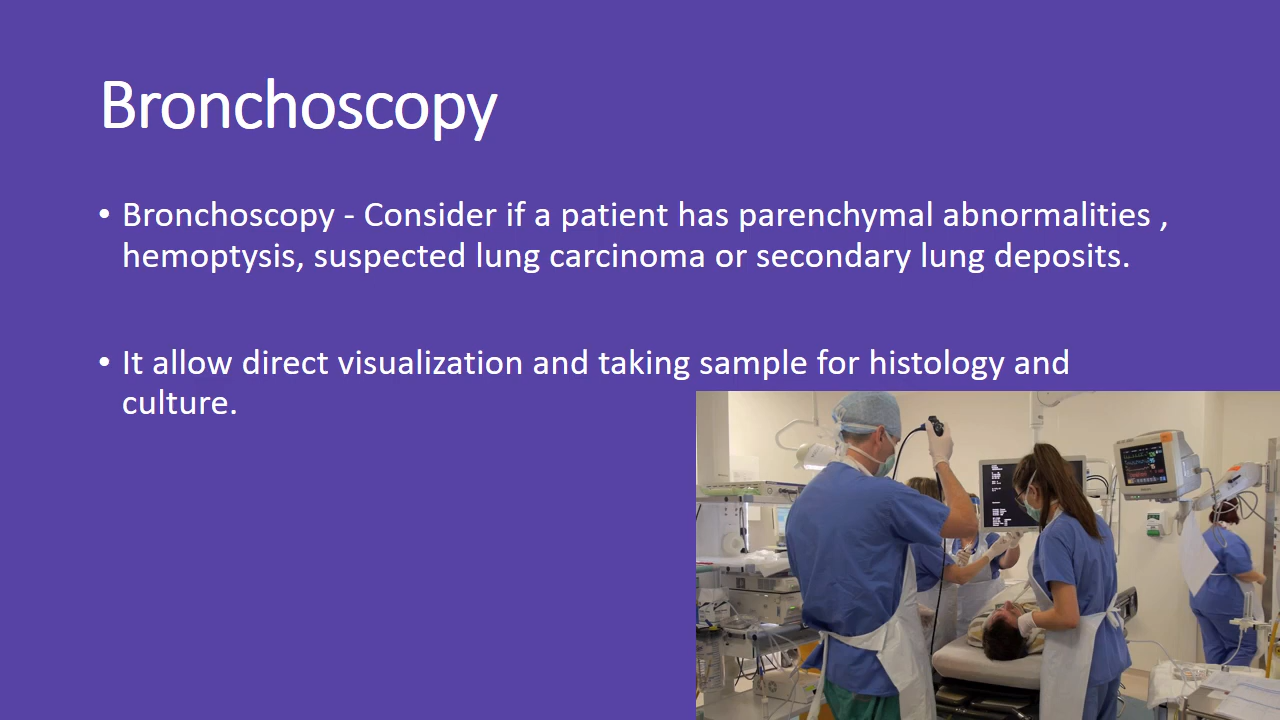 Bronchoscopy
• Bronchoscopy - Consider if a patient has parenchymal abnormalities ,
hemoptysis, suspected lung carcinoma or secondary lung deposits.
• It allow direct visualization and taking sample for histology and
culture.